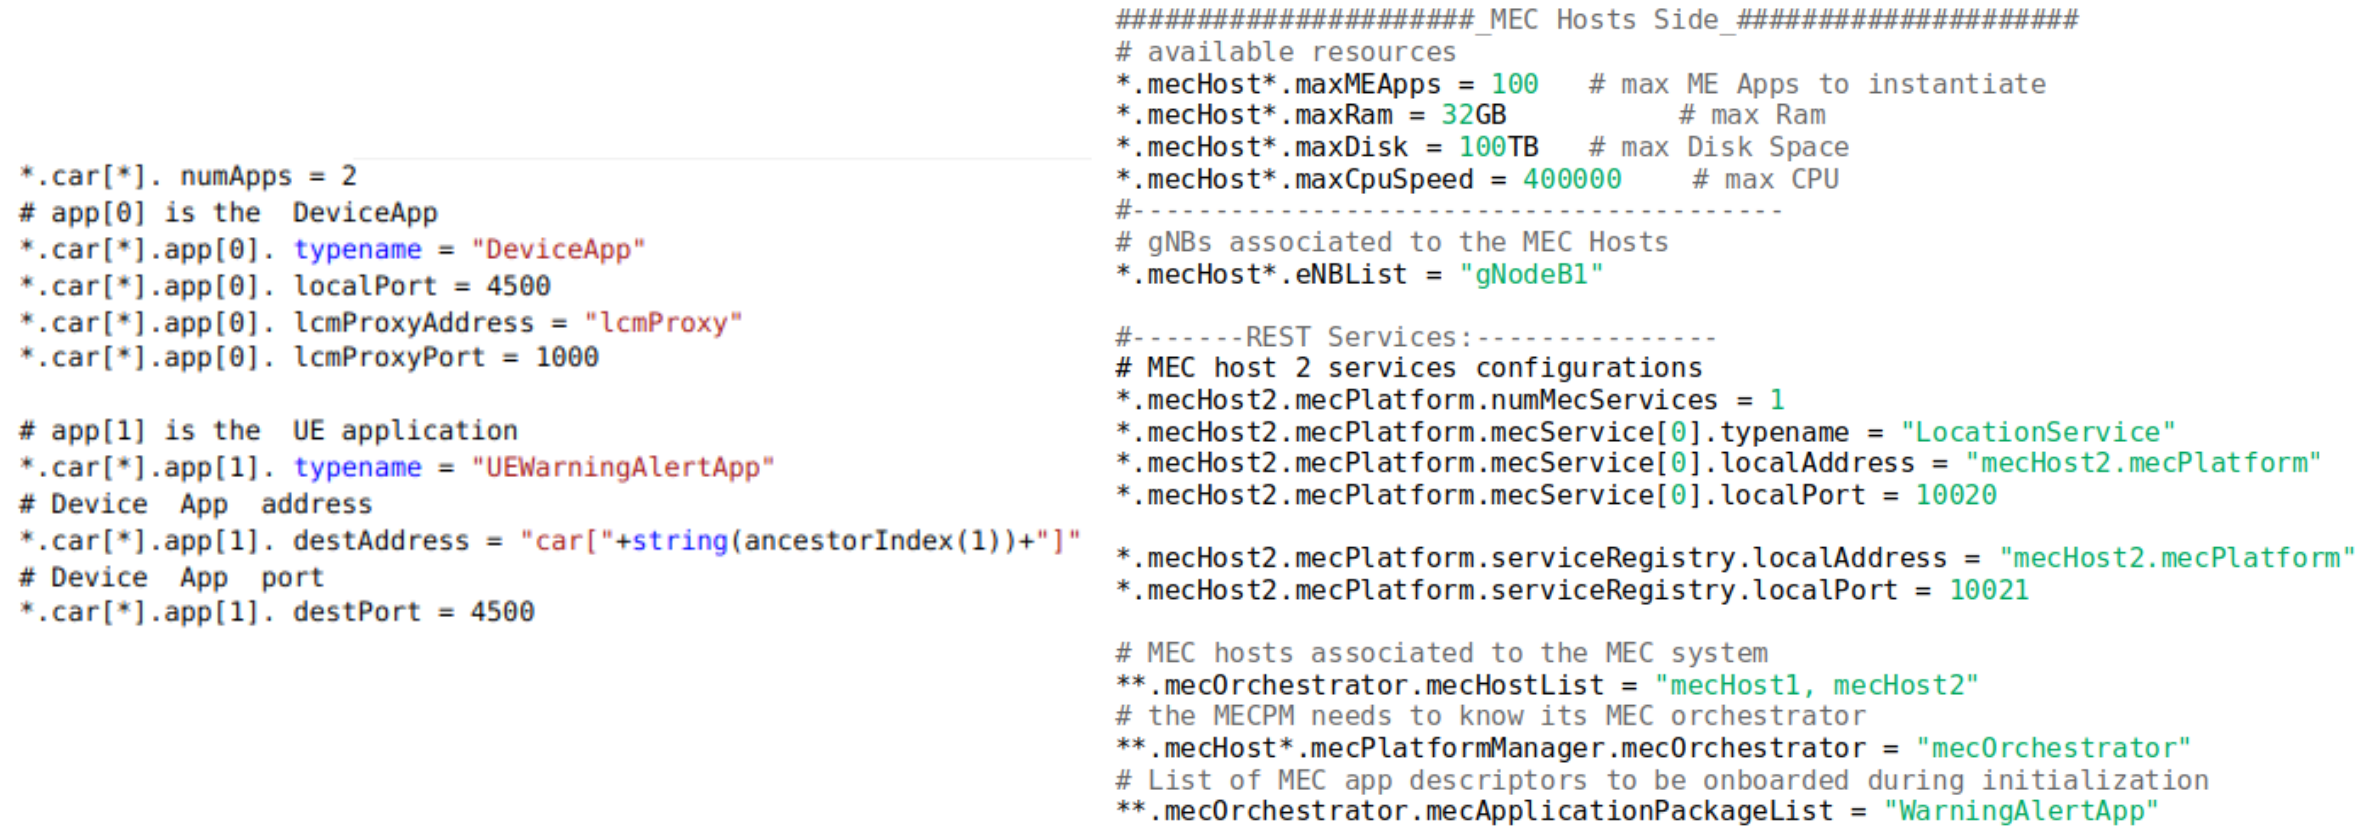 *.car[*]. numApps = 2
# app[0] is the  DeviceApp
*.car[*].app[0]. typename = "DeviceApp"
*.car[*].app[0]. localPort = 4500
*.car[*].app[0]. lcmProxyAddress = "lcmProxy"
*.car[*].app[0]. lcmProxyPort = 1000

# app[1] is the  UE application
*.car[*].app[1]. typename = "UEWarningAlertApp"
# Device  App  address
*.car[*].app[1]. destAddress = "car["+string(ancestorIndex(1))+"]"
# Device  App  port
*.car[*].app[1]. destPort = 4500

######################_MEC Hosts Side_#####################
# available resources
*.mecHost*.maxMEApps = 100   # max ME Apps to instantiate
*.mecHost*.maxRam = 32GB          # max Ram
*.mecHost*.maxDisk = 100TB   # max Disk Space
*.mecHost*.maxCpuSpeed = 400000    # max CPU
#----------------------------------------
# gNBs associated to the MEC Hosts
*.mecHost*.eNBList = "gNodeB1"

#-------REST Services:---------------
# MEC host 2 services configurations
*.mecHost2.mecPlatform.numMecServices = 1
*.mecHost2.mecPlatform.mecService[0].typename = "LocationService"
*.mecHost2.mecPlatform.mecService[0].localAddress = "mecHost2.mecPlatform"
*.mecHost2.mecPlatform.mecService[0].localPort = 10020

*.mecHost2.mecPlatform.serviceRegistry.localAddress = "mecHost2.mecPlatform"
*.mecHost2.mecPlatform.serviceRegistry.localPort = 10021

# MEC hosts associated to the MEC system
**.mecOrchestrator.mecHostList = "mecHost1, mecHost2"
# the MECPM needs to know its MEC orchestrator
**.mecHost*.mecPlatformManager.mecOrchestrator = "mecOrchestrator"
# List of MEC app descriptors to be onboarded during initialization
**.mecOrchestrator.mecApplicationPackageList = "WarningAlertApp"